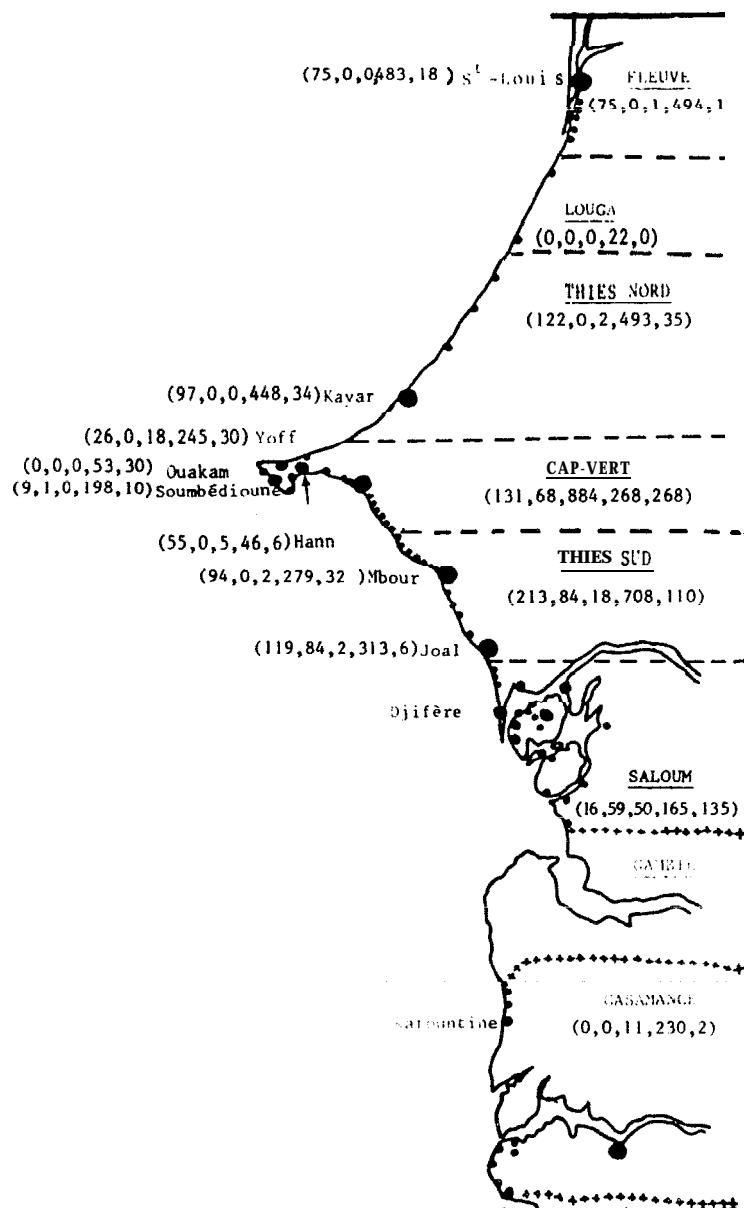 (75,0,0,483,18 ) St-Louis
FLEUVE
(75,0,1,494,1
LOUGA
(0,0,0,22,0)
THIES NORD
(122,0,2,493,35)
(97,0,0,448,34)Kayar
(26,0,18,245,30) Yoff
(0,0,0,53,30) Ouakam
(9,1,0,198,10)Soumbédioune
CAP-VERT
(131,68,884,268,268)
(55,0,5,46,6)Hann
(94,0,2,279,32 )Mbour
THIES SUD
(213,84,18,708,110)
(119,84,2,313,6)Joal
Djifère
SALOUM
(16,59,50,165,135)
GAMBIE
CASAMANCE
(0,0,11,230,2)
Kafountine